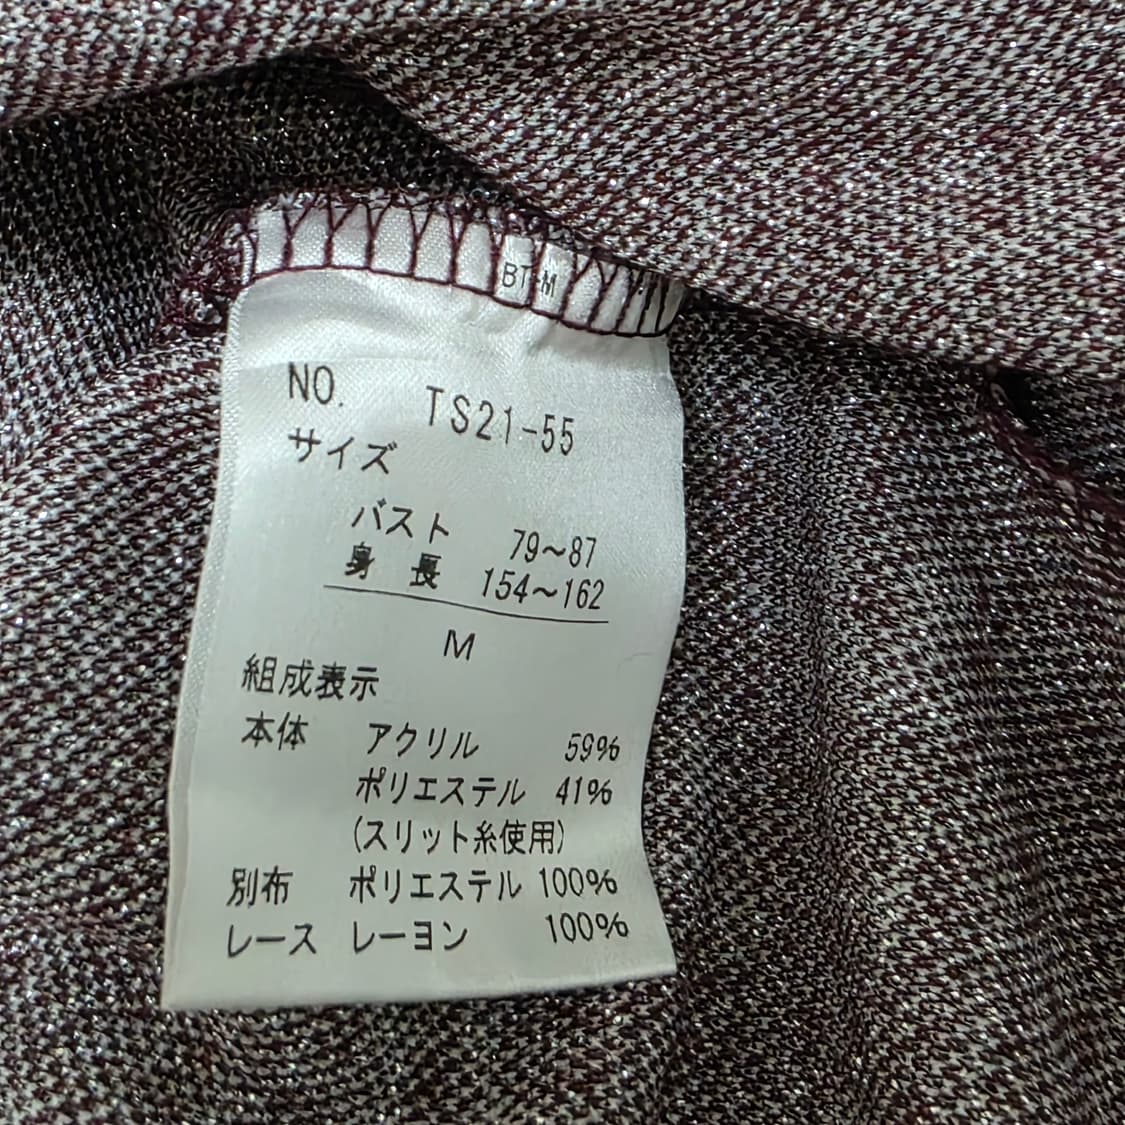 BT-M
NO. TS21-55
サイズ
バスト 79～87
身 長 154～162
M
組成表示
本体 アクリル 59%
ポリエステル 41%
(スリット糸使用)
別布 ポリエステル 100%
レース レーヨン 100%